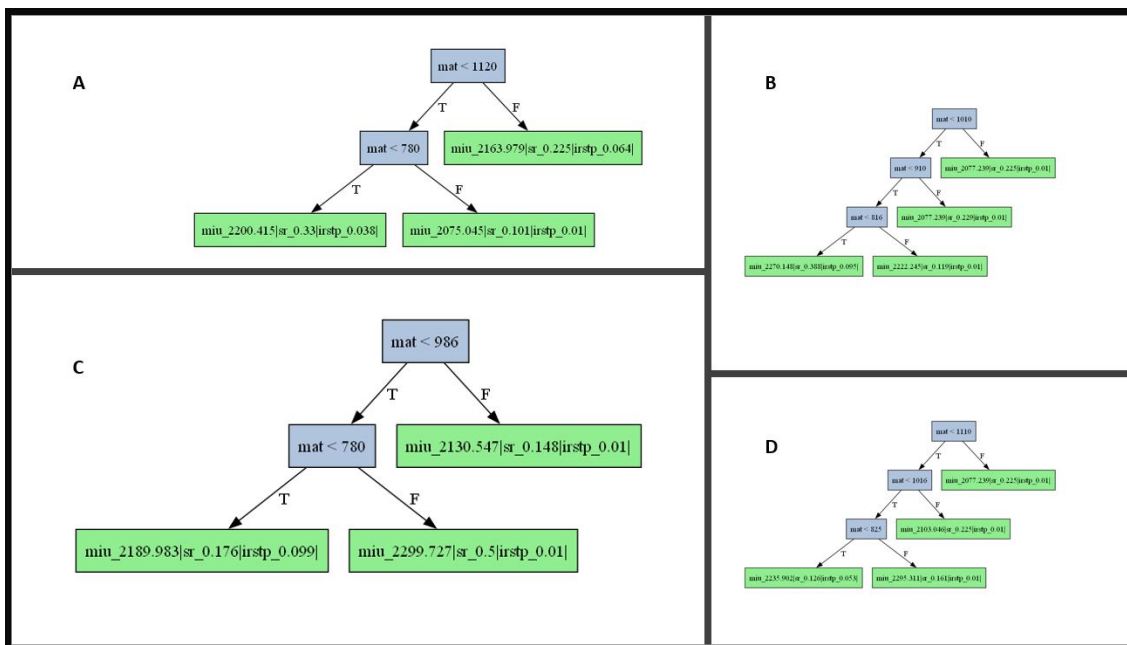 A
mat < 1120
T
F
mat < 780
miu_2163.979|sr_0.225|irstp_0.064|
T
F
miu_2200.415|sr_0.33|irstp_0.038|
miu_2075.045|sr_0.101|irstp_0.01|
B
mat < 1010
T
F
mat < 910
miu_2077.239|sr_0.225|irstp_0.01|
T
F
mat < 816
miu_2077.239|sr_0.229|irstp_0.01|
T
F
miu_2270.148|sr_0.388|irstp_0.095|
miu_2222.245|sr_0.119|irstp_0.01|
C
mat < 986
T
F
mat < 780
miu_2130.547|sr_0.148|irstp_0.01|
T
F
miu_2189.983|sr_0.176|irstp_0.099|
miu_2299.727|sr_0.5|irstp_0.01|
D
mat < 1110
T
F
mat < 1016
miu_2077.239|sr_0.225|irstp_0.01|
T
F
mat < 825
miu_2103.046|sr_0.225|irstp_0.01|
T
F
miu_2235.902|sr_0.126|irstp_0.053|
miu_2295.311|sr_0.161|irstp_0.01|